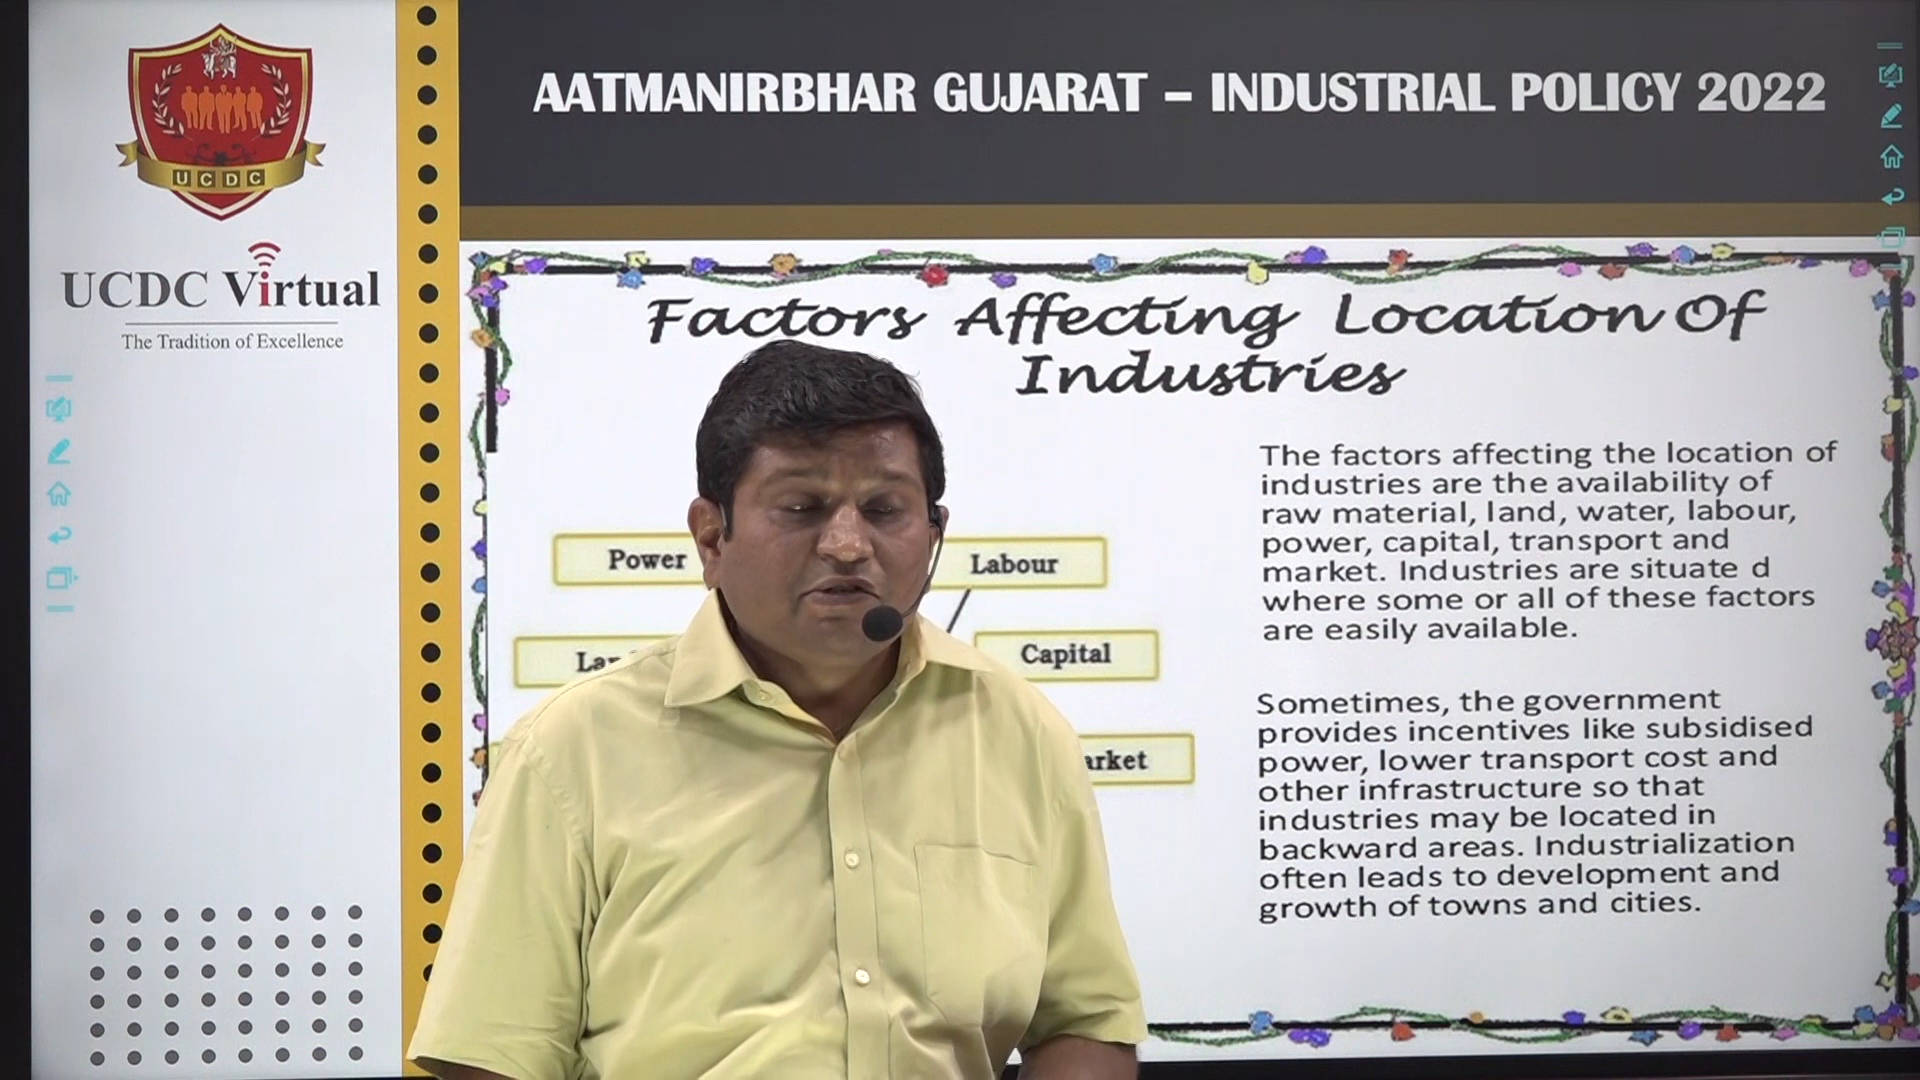 UCDC
UCDC Virtual
The Tradition of Excellence
AATMANIRBHAR GUJARAT – INDUSTRIAL POLICY 2022
Factors Affecting Location Of
Industries
Power
Labour
Capital
The factors affecting the location of
industries are the availability of
raw material, land, water, labour,
power, capital, transport and
market. Industries are situate d
where some or all of these factors
are easily available.
Sometimes, the government
provides incentives like subsidised
power, lower transport cost and
other infrastructure so that
industries may be located in
backward areas. Industrialization
often leads to development and
growth of towns and cities.